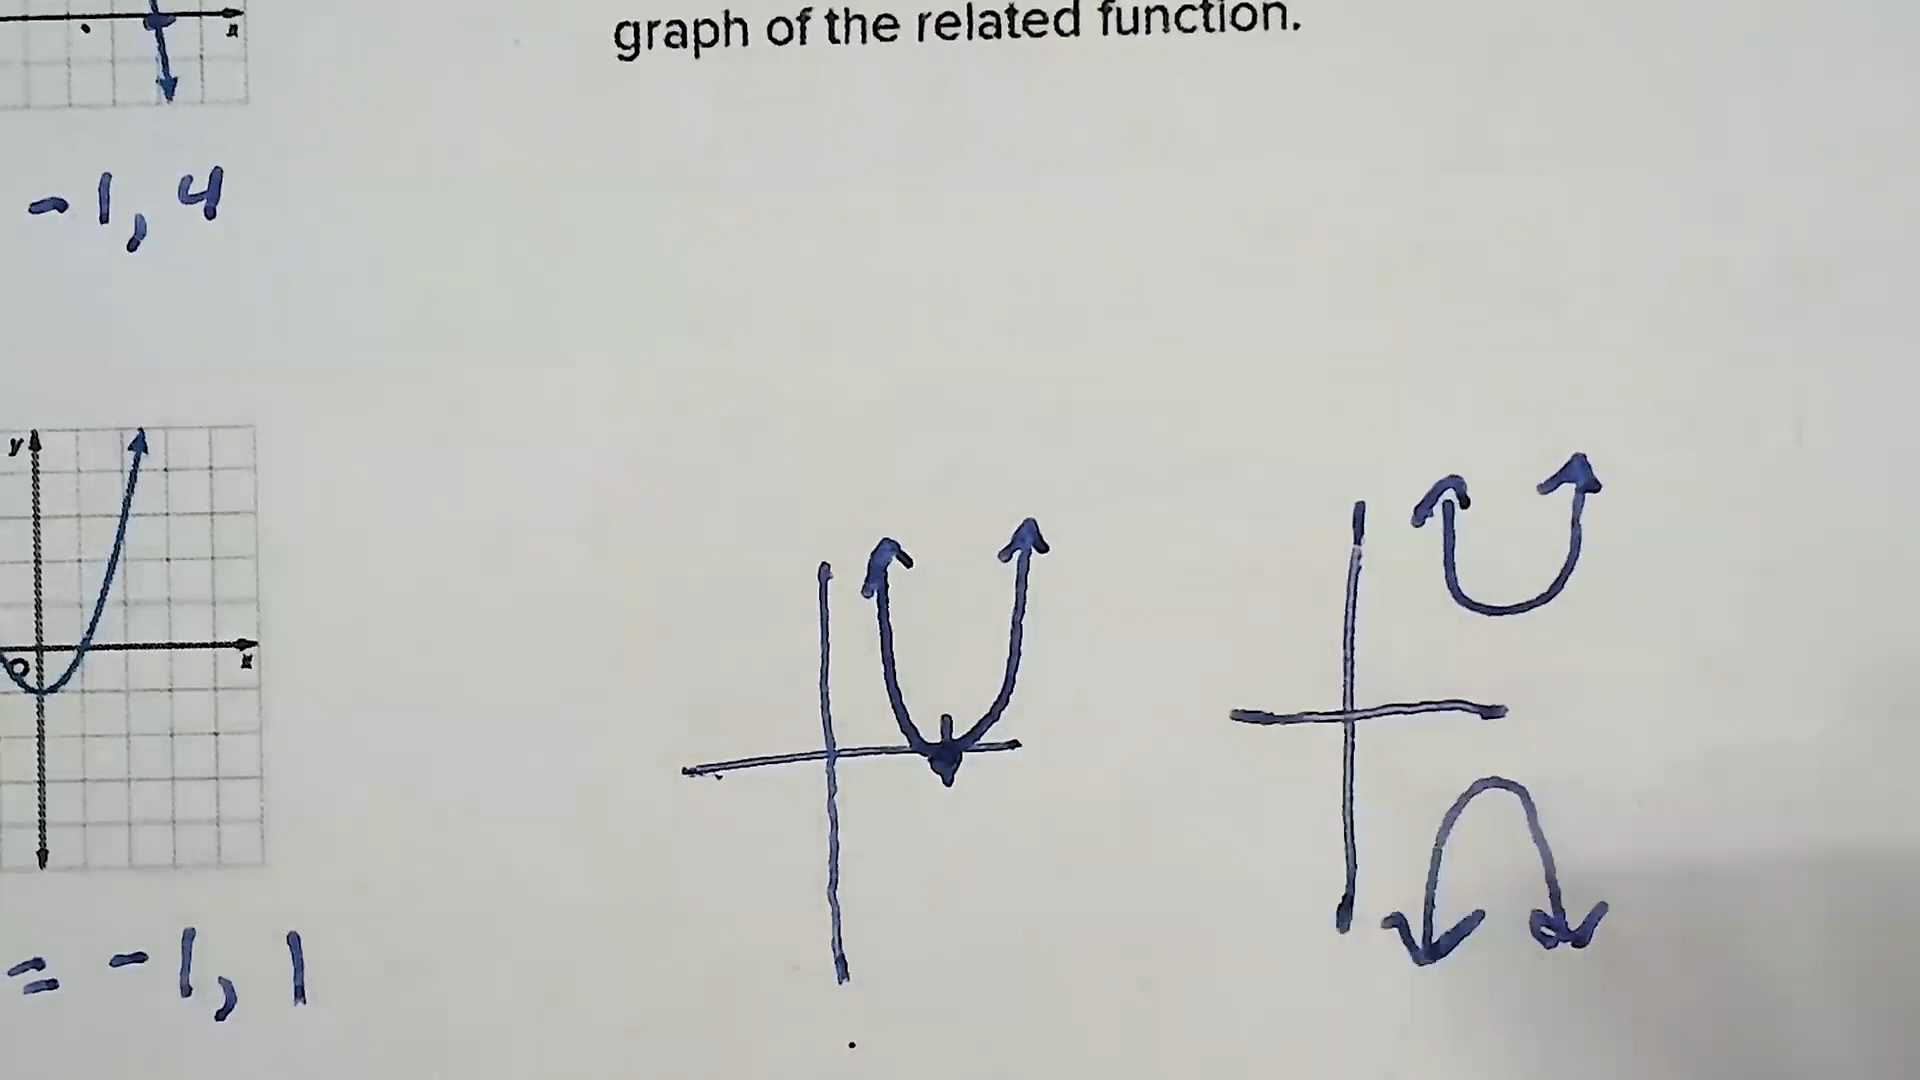 graph of the related function.
x
-1, 4
y
O
x
= -1, 1